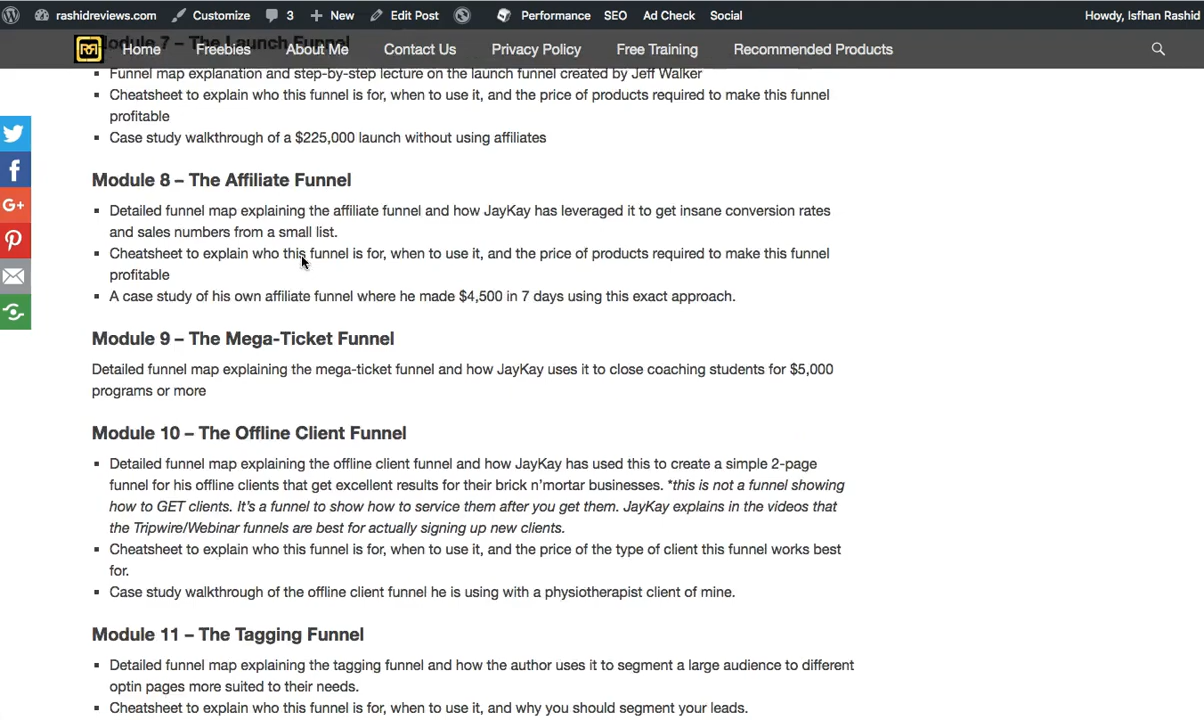 rashidreviews.com Customize 3 New Edit Post Performance SEO Ad Check Social Howdy, Isfhan Rashid
Module 7 – The Launch Funnel
Home Freebies About Me Contact Us Privacy Policy Free Training Recommended Products
Funnel map explanation and step-by-step lecture on the launch funnel created by Jeff Walker
Cheatsheet to explain who this funnel is for, when to use it, and the price of products required to make this funnel
profitable
Case study walkthrough of a $225,000 launch without using affiliates
Module 8 – The Affiliate Funnel
Detailed funnel map explaining the affiliate funnel and how JayKay has leveraged it to get insane conversion rates
and sales numbers from a small list.
Cheatsheet to explain who this funnel is for, when to use it, and the price of products required to make this funnel
profitable
A case study of his own affiliate funnel where he made $4,500 in 7 days using this exact approach.
Module 9 – The Mega-Ticket Funnel
Detailed funnel map explaining the mega-ticket funnel and how JayKay uses it to close coaching students for $5,000
programs or more
Module 10 – The Offline Client Funnel
Detailed funnel map explaining the offline client funnel and how JayKay has used this to create a simple 2-page
funnel for his offline clients that get excellent results for their brick n'mortar businesses. *this is not a funnel showing
how to GET clients. It's a funnel to show how to service them after you get them. JayKay explains in the videos that
the Tripwire/Webinar funnels are best for actually signing up new clients.
Cheatsheet to explain who this funnel is for, when to use it, and the price of the type of client this funnel works best
for.
Case study walkthrough of the offline client funnel he is using with a physiotherapist client of mine.
Module 11 – The Tagging Funnel
Detailed funnel map explaining the tagging funnel and how the author uses it to segment a large audience to different
optin pages more suited to their needs.
Cheatsheet to explain who this funnel is for, when to use it, and why you should segment your leads.